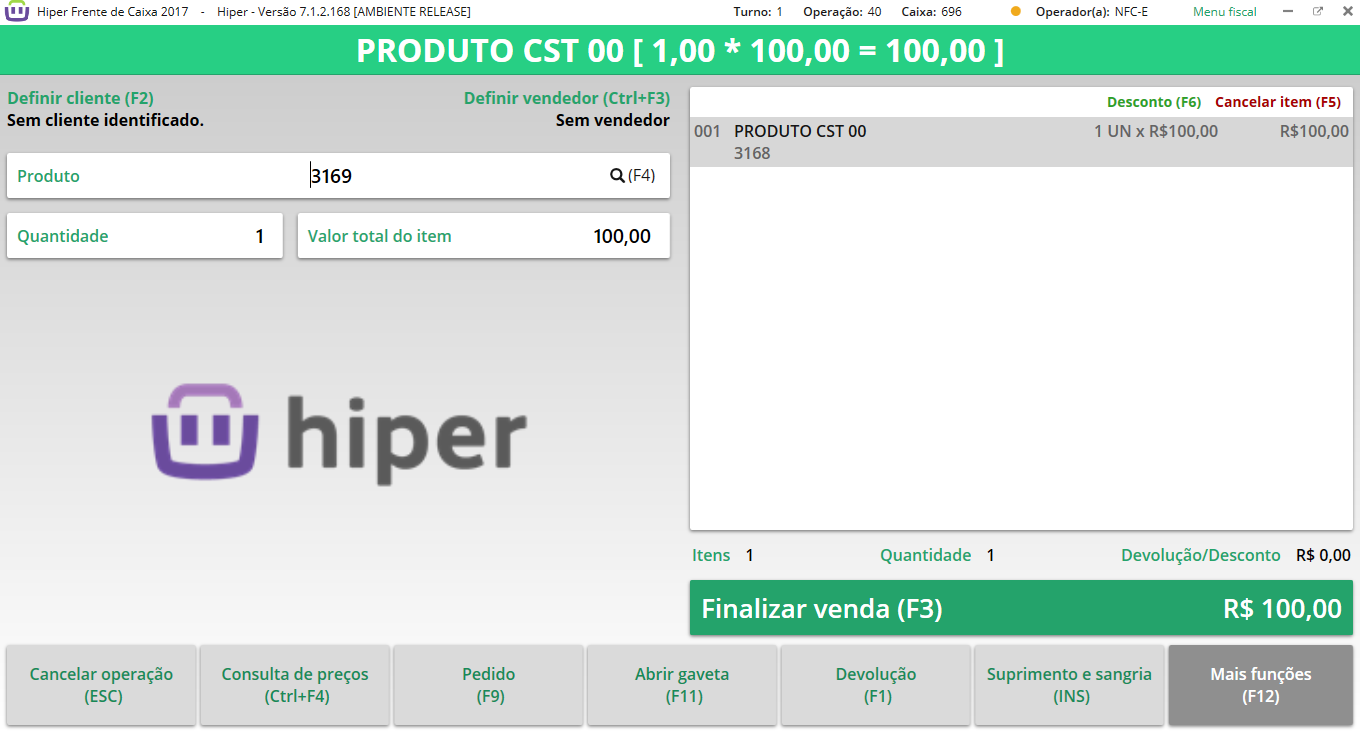 Hiper Frente de Caixa 2017 - Hiper - Versão 7.1.2.168 [AMBIENTE RELEASE] Turno: 1 Operação: 40 Caixa: 696 Operador(a): NFC-E Menu fiscal
PRODUTO CST 00 [ 1,00 * 100,00 = 100,00 ]
Definir cliente (F2) Definir vendedor (Ctrl+F3)
Sem cliente identificado. Sem vendedor
Produto 3169 (F4)
Quantidade 1 Valor total do item 100,00
hiper
Desconto (F6) Cancelar item (F5)
001 PRODUTO CST 00 1 UN x R$100,00 R$100,00
3168
Itens 1 Quantidade 1 Devolução/Desconto R$ 0,00
Finalizar venda (F3) R$ 100,00
Cancelar operação Consulta de preços Pedido Abrir gaveta Devolução Suprimento e sangria Mais funções
(ESC) (Ctrl+F4) (F9) (F11) (F1) (INS) (F12)